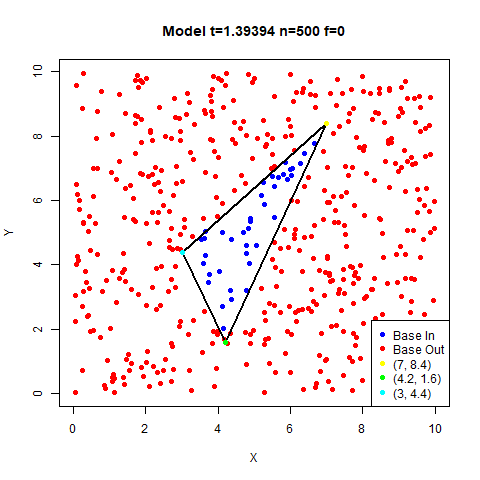 Model t=1.39394 n=500 f=0
Y
10
8
6
4
2
0
Base In
Base Out
(7, 8.4)
(4.2, 1.6)
(3, 4.4)
0 2 4 6 8 10
X